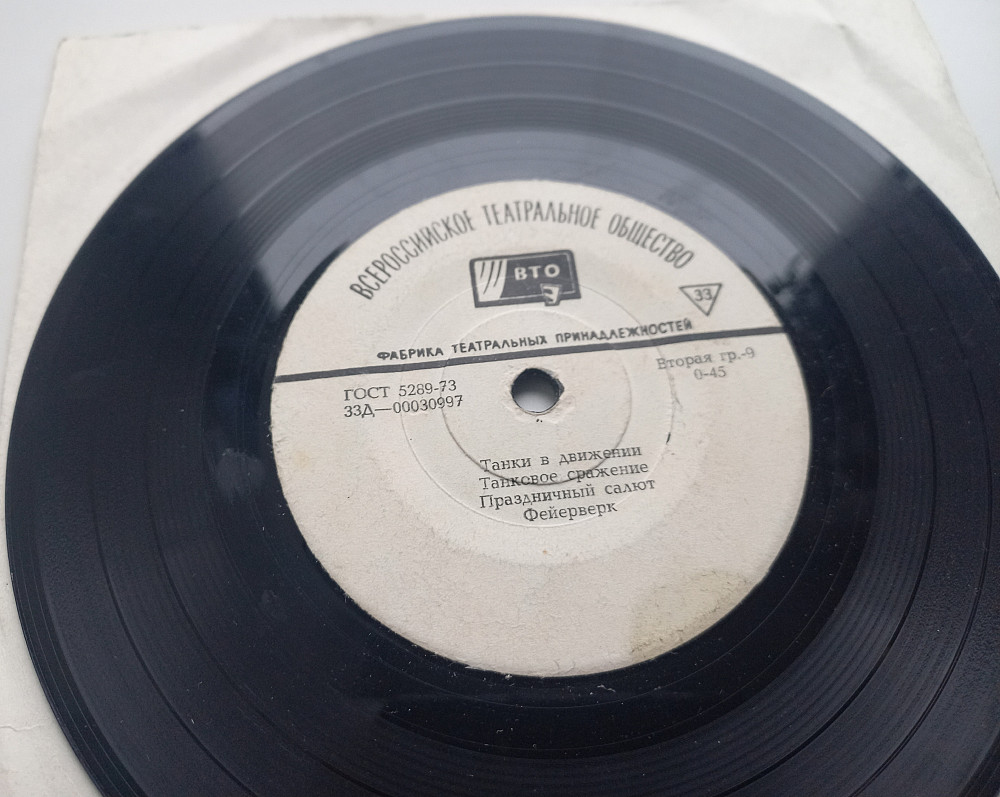 ВСЕРОССИЙСКОЕ ТЕАТРАЛЬНОЕ ОБЩЕСТВО
ВТО
33
ФАБРИКА ТЕАТРАЛЬНЫХ ПРИНАДЛЕЖНОСТЕЙ
ГОСТ 5289-73
33Д—00030997
Вторая гр.-9
0-45
Танки в движении
Танковое сражение
Праздничный салют
Фейерверк